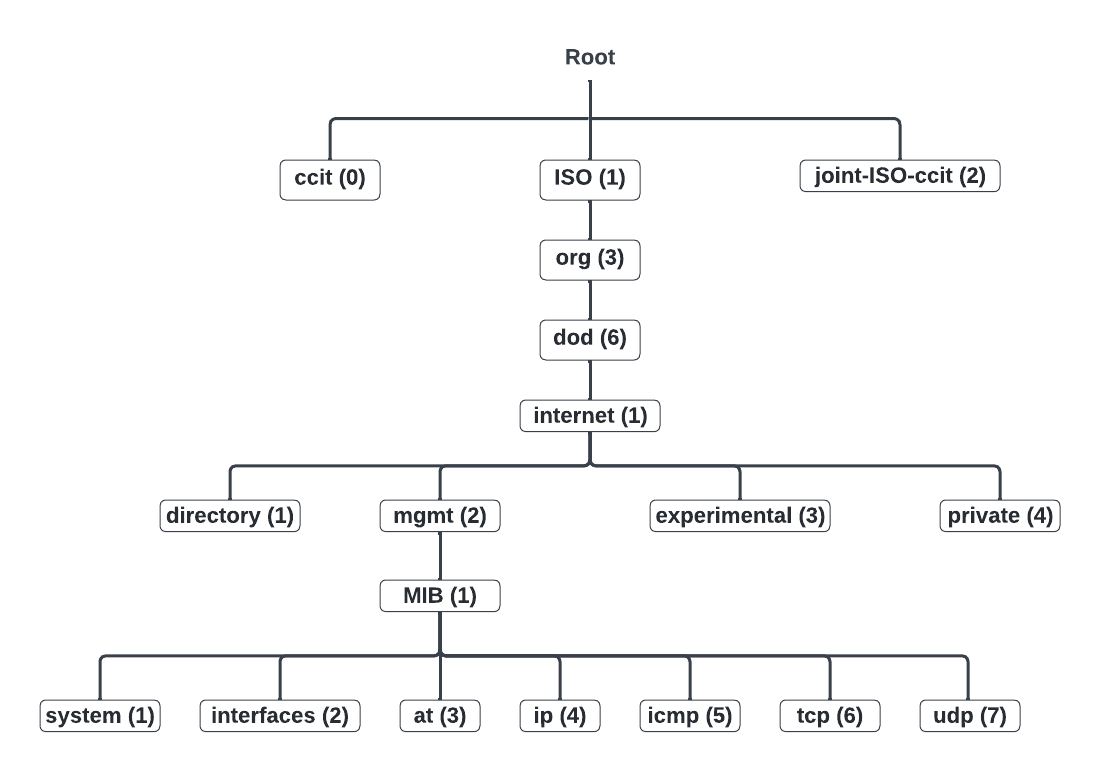 Root
ccit (0)
ISO (1)
joint-ISO-ccit (2)
org (3)
dod (6)
internet (1)
directory (1)
mgmt (2)
experimental (3)
private (4)
MIB (1)
system (1)
interfaces (2)
at (3)
ip (4)
icmp (5)
tcp (6)
udp (7)